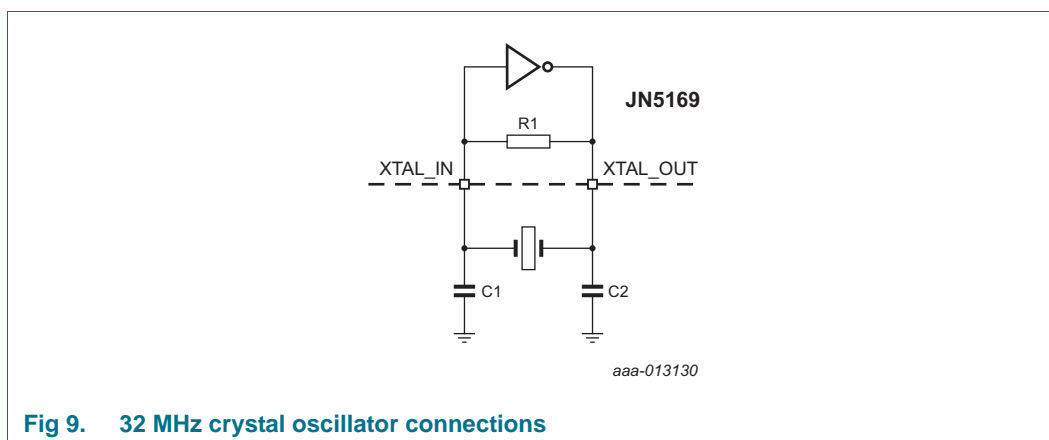 JN5169
R1
XTAL_IN
XTAL_OUT
C1
C2
aaa-013130
Fig 9. 32 MHz crystal oscillator connections